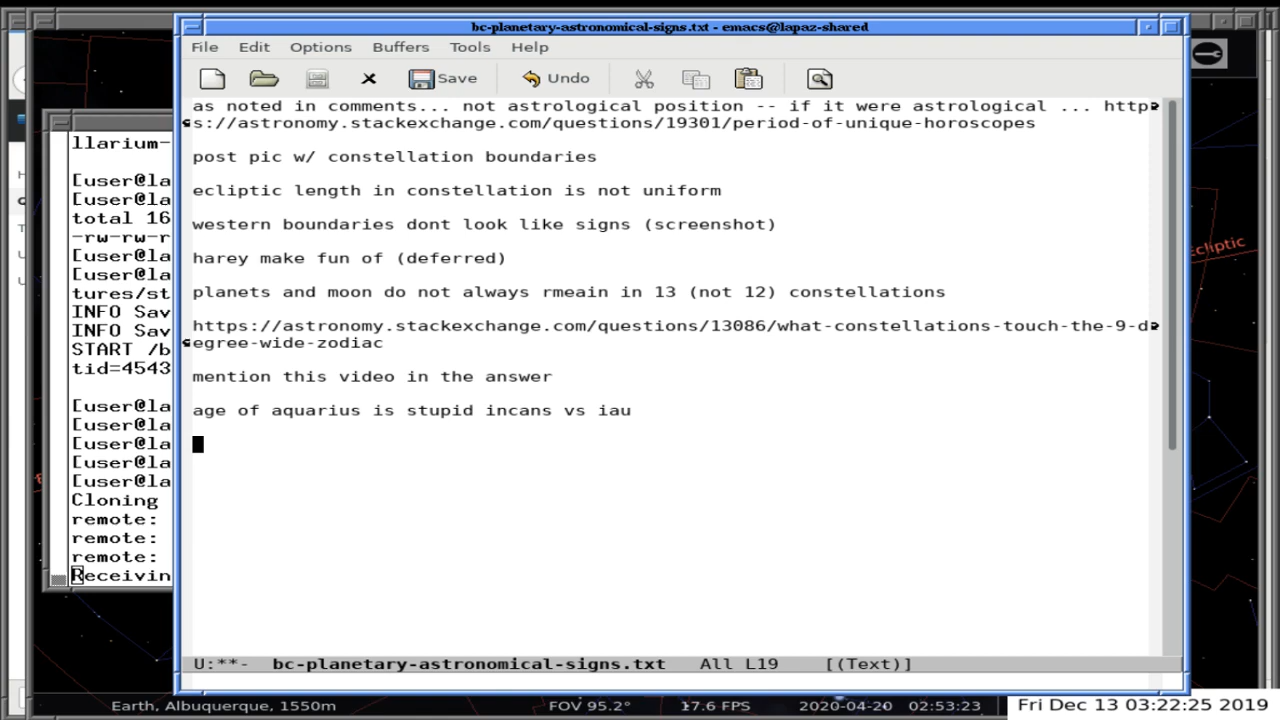 bc-planetary-astronomical-signs.txt - emacs@lapaz-shared
File Edit Options Buffers Tools Help
Save Undo
as noted in comments... not astrological position -- if it were astrological ... http
s://astronomy.stackexchange.com/questions/19301/period-of-unique-horoscopes
post pic w/ constellation boundaries
ecliptic length in constellation is not uniform
western boundaries dont look like signs (screenshot)
harey make fun of (deferred)
planets and moon do not always rmeain in 13 (not 12) constellations
https://astronomy.stackexchange.com/questions/13086/what-constellations-touch-the-9-d
egree-wide-zodiac
mention this video in the answer
age of aquarius is stupid incans vs iau
U:**- bc-planetary-astronomical-signs.txt All L19 [(Text)]
llarium-
[user@la
[user@la
total 16
-rw-rw-r
[user@la
[user@la
tures/st
INFO Sav
INFO Sav
START /b
tid=4543
[user@la
[user@la
[user@la
[user@la
[user@la
Cloning
remote:
remote:
remote:
Receivin
Ecliptic
Earth, Albuquerque, 1550m FOV 95.2° 17.6 FPS 2020-04-20 02:53:23
Fri Dec 13 03:22:25 2019